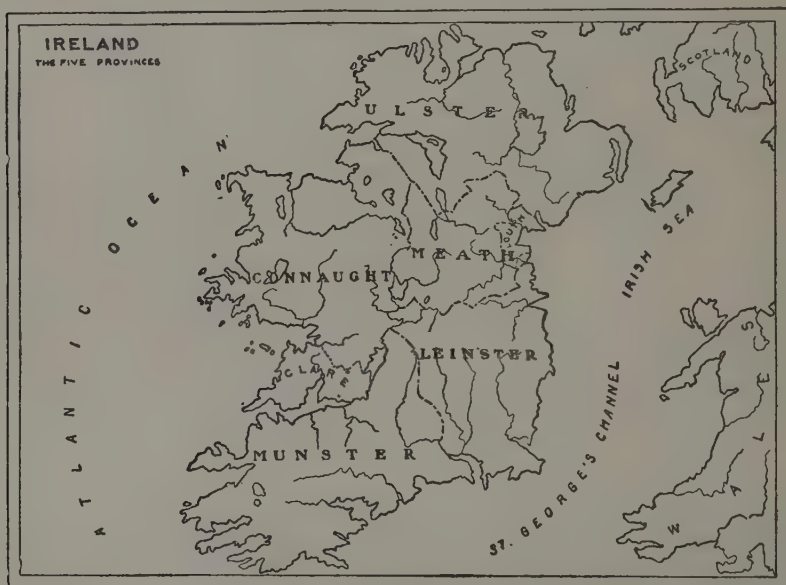 IRELAND
THE FIVE PROVINCES
SCOTLAND
ULSTER
ATLANTIC OCEAN
IRISH SEA
LOUTH
MEATH
CONNAUGHT
LEINSTER
CLARE
WALES
MUNSTER
ST. GEORGE'S CHANNEL